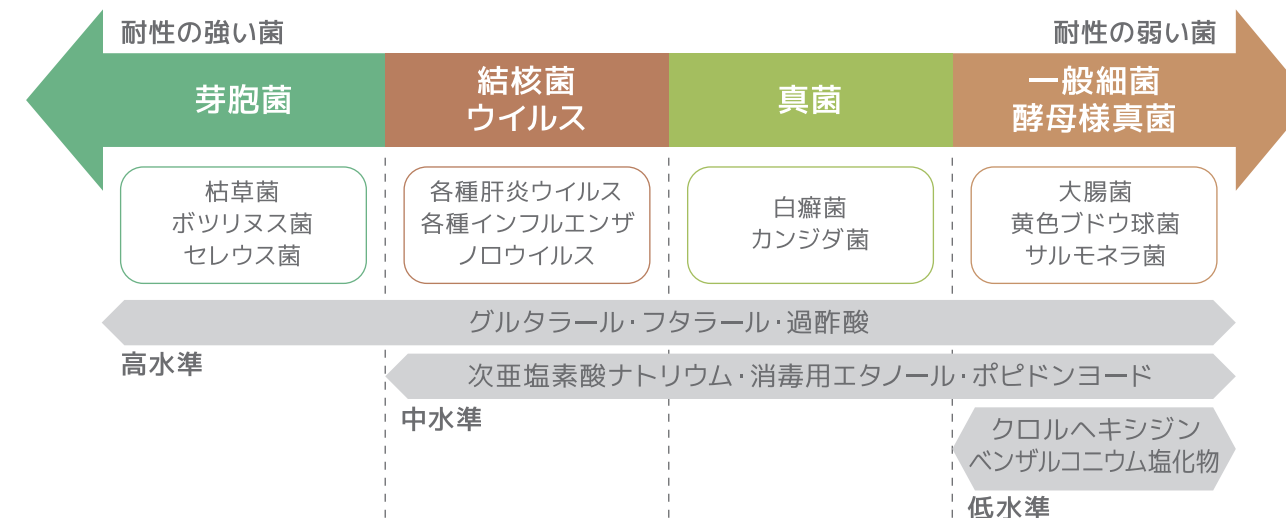 耐性の強い菌
耐性の弱い菌
芽胞菌
結核菌
ウイルス
真菌
一般細菌
酵母様真菌
枯草菌
ボツリヌス菌
セレウス菌
各種肝炎ウイルス
各種インフルエンザ
ノロウイルス
白癬菌
カンジダ菌
大腸菌
黄色ブドウ球菌
サルモネラ菌
グルタラール・フタラール・過酢酸
高水準
次亜塩素酸ナトリウム・消毒用エタノール・ポピドンヨード
中水準
クロルヘキシジン
ベンザルコニウム塩化物
低水準